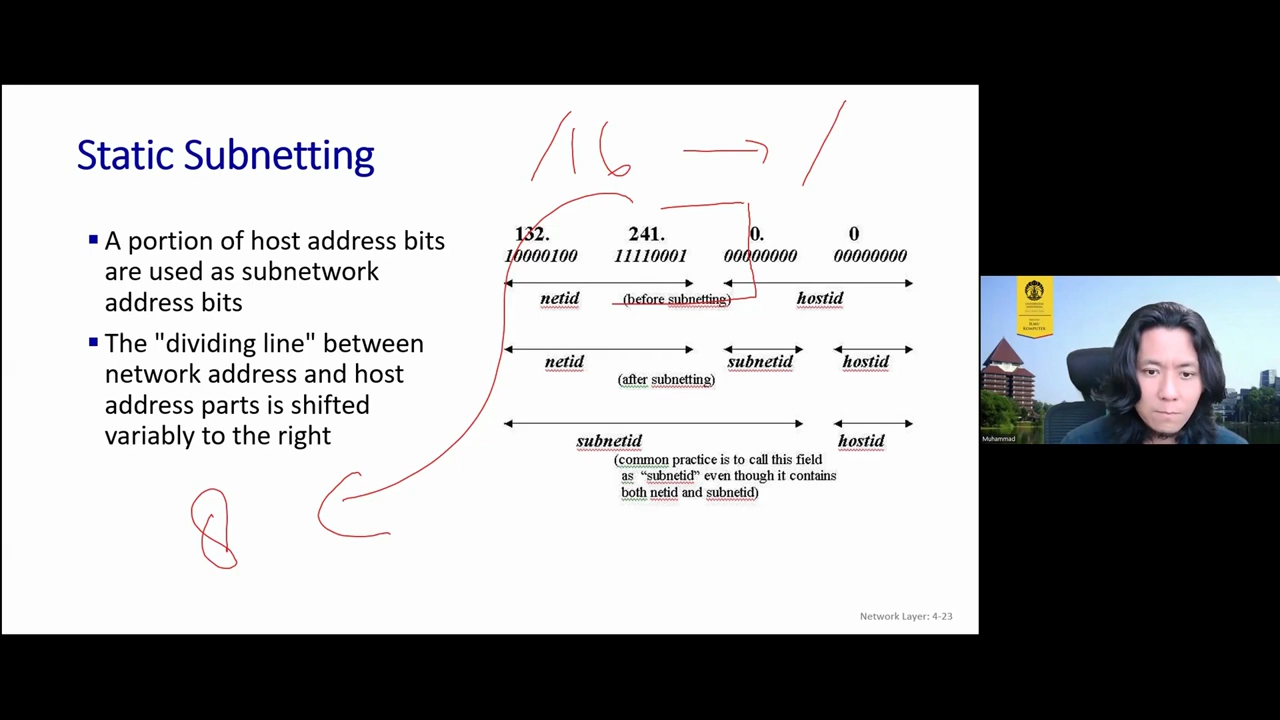 Static Subnetting
/16 → /
▪ A portion of host address bits
are used as subnetwork
address bits
▪ The "dividing line" between
network address and host
address parts is shifted
variably to the right
132. 241. 0. 0
10000100 11110001 00000000 00000000
netid (before subnetting) hostid
netid subnetid hostid
(after subnetting)
subnetid hostid
(common practice is to call this field
as “subnetid” even though it contains
both netid and subnetid)
8
Network Layer: 4-23
ILMU
KOMPUTER
Muhammad